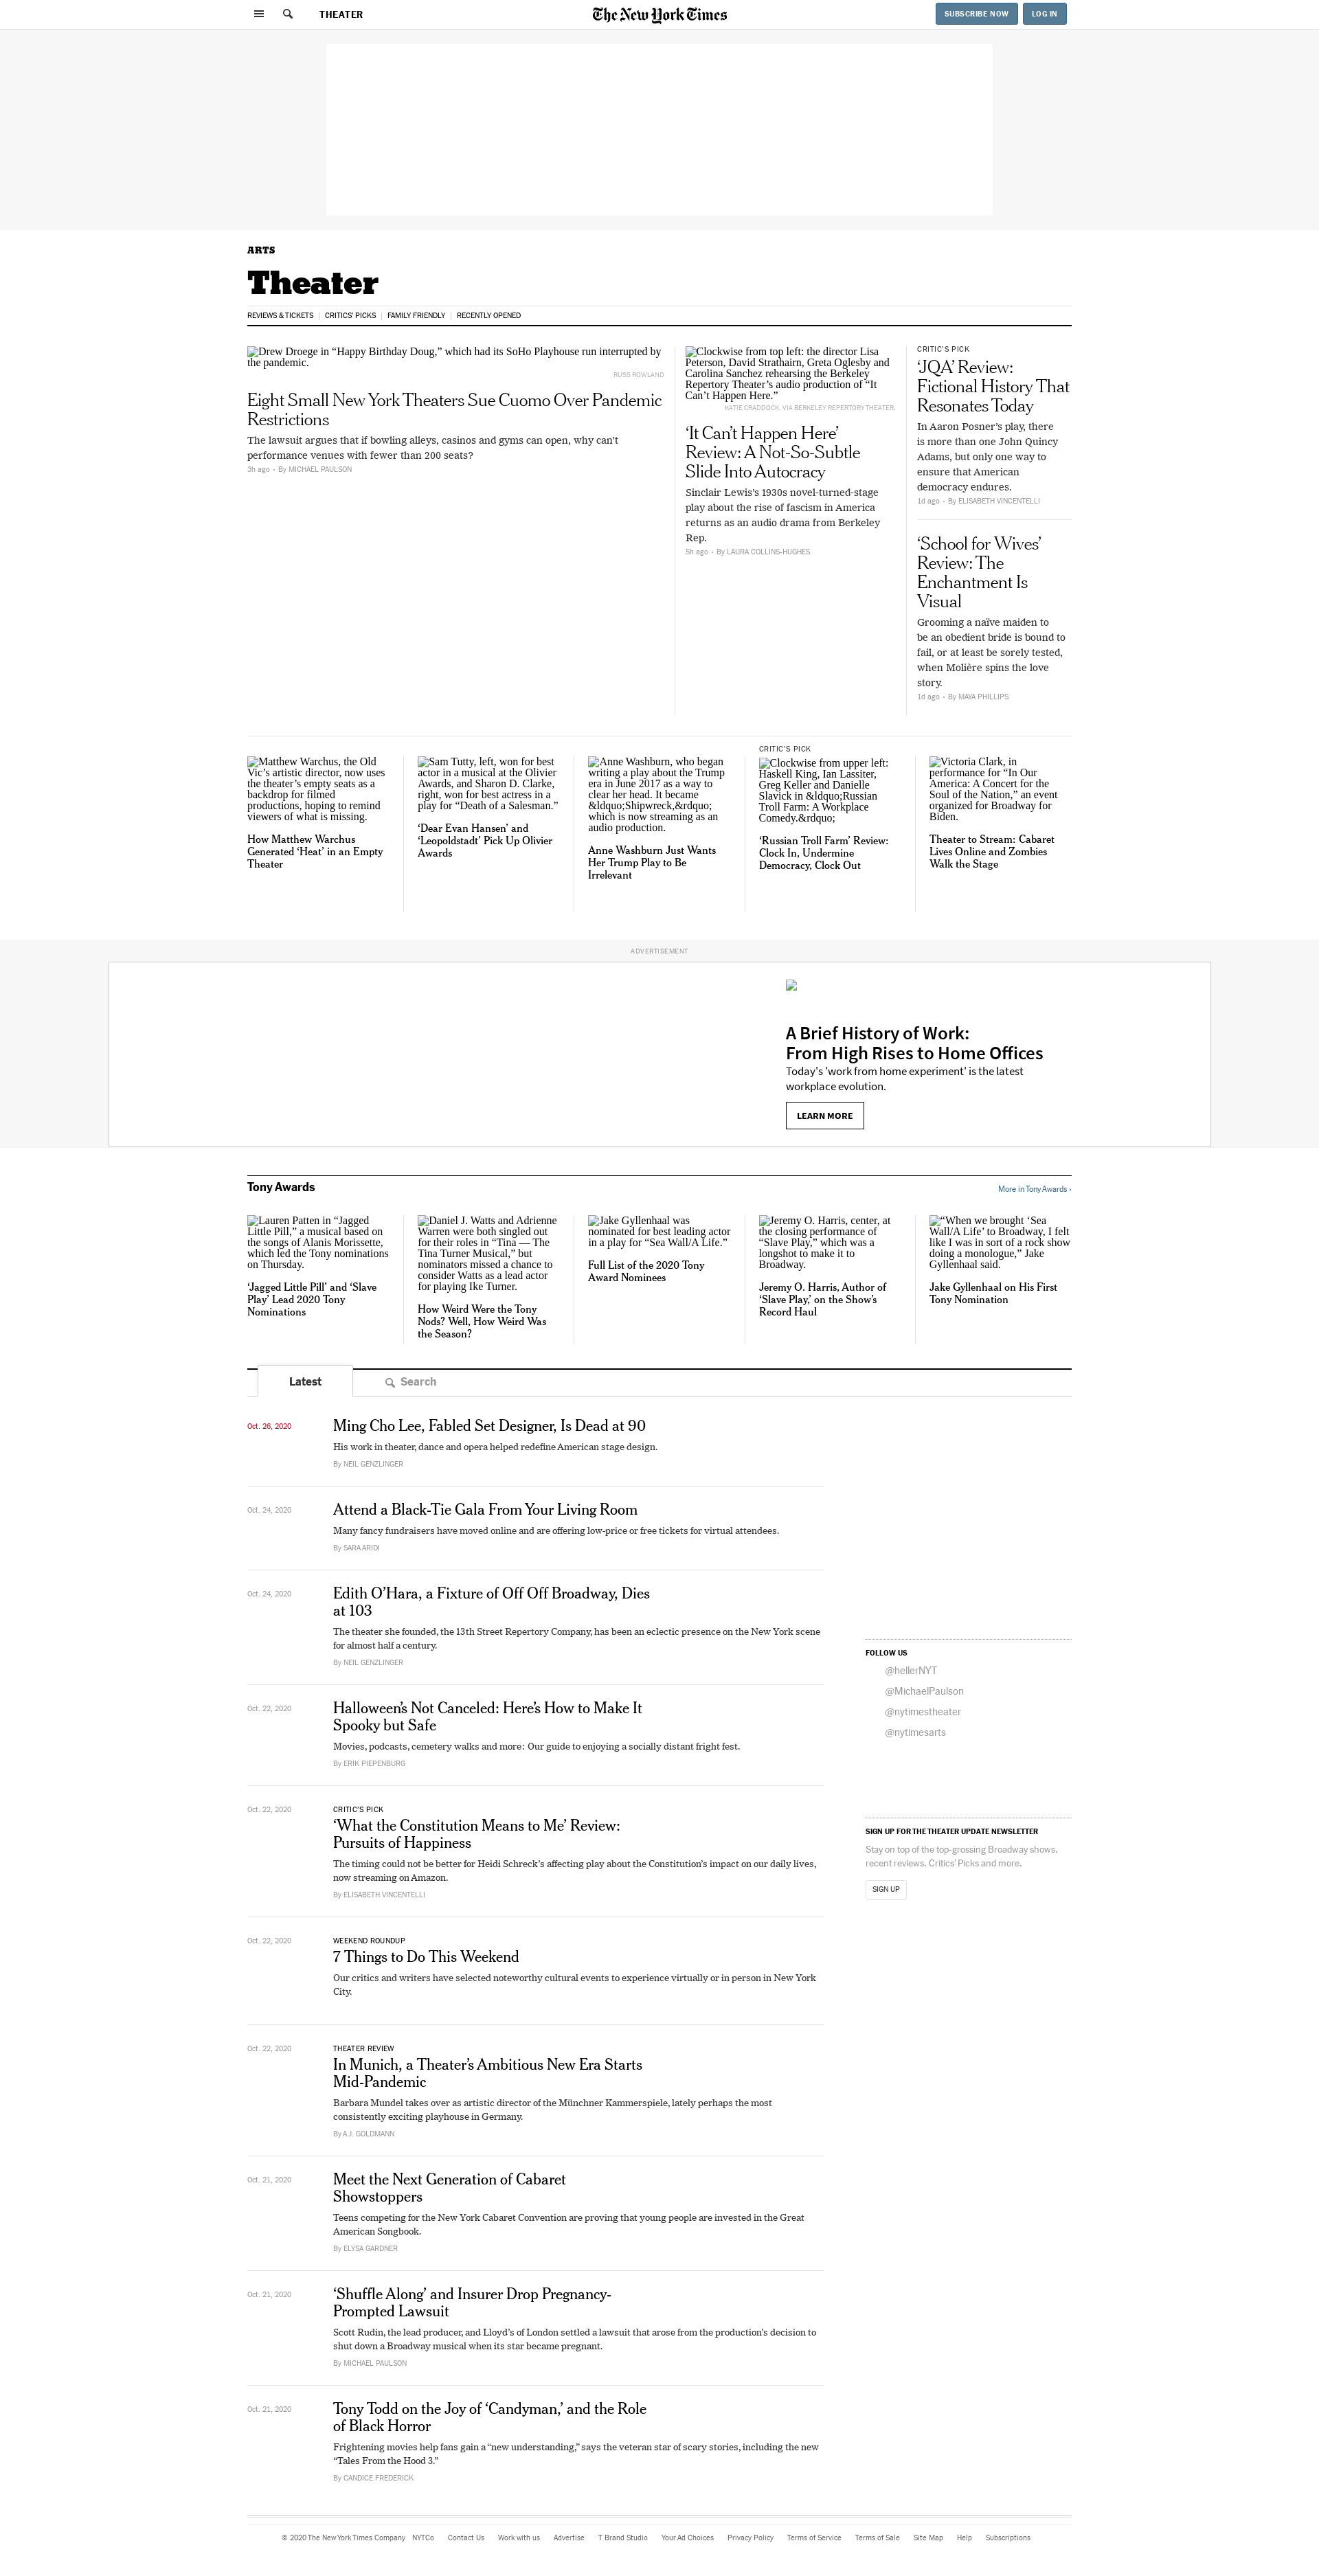 THEATER
The New York Times
SUBSCRIBE NOW
LOG IN
ARTS
Theater
REVIEWS & TICKETS
CRITICS' PICKS
FAMILY FRIENDLY
RECENTLY OPENED
Drew Droege in “Happy Birthday Doug,” which had its SoHo Playhouse run interrupted by
the pandemic.
RUSS ROWLAND
Eight Small New York Theaters Sue Cuomo Over Pandemic
Restrictions
The lawsuit argues that if bowling alleys, casinos and gyms can open, why can’t
performance venues with fewer than 200 seats?
3h ago • By MICHAEL PAULSON
Clockwise from top left: the director Lisa
Peterson, David Strathairn, Greta Oglesby and
Carolina Sanchez rehearsing the Berkeley
Repertory Theater’s audio production of “It
Can’t Happen Here.”
KATIE CRADDOCK, VIA BERKELEY REPERTORY THEATER.
‘It Can’t Happen Here’
Review: A Not-So-Subtle
Slide Into Autocracy
Sinclair Lewis’s 1930s novel-turned-stage
play about the rise of fascism in America
returns as an audio drama from Berkeley
Rep.
5h ago • By LAURA COLLINS-HUGHES
CRITIC’S PICK
‘JQA’ Review:
Fictional History That
Resonates Today
In Aaron Posner’s play, there
is more than one John Quincy
Adams, but only one way to
ensure that American
democracy endures.
1d ago • By ELISABETH VINCENTELLI
‘School for Wives’
Review: The
Enchantment Is
Visual
Grooming a naïve maiden to
be an obedient bride is bound to
fail, or at least be sorely tested,
when Molière spins the love
story.
1d ago • By MAYA PHILLIPS
Matthew Warchus, the Old
Vic’s artistic director, now uses
the theater’s empty seats as a
backdrop for filmed
productions, hoping to remind
viewers of what is missing.
How Matthew Warchus
Generated ‘Heat’ in an Empty
Theater
Sam Tutty, left, won for best
actor in a musical at the Olivier
Awards, and Sharon D. Clarke,
right, won for best actress in a
play for “Death of a Salesman.”
‘Dear Evan Hansen’ and
‘Leopoldstadt’ Pick Up Olivier
Awards
Anne Washburn, who began
writing a play about the Trump
era in June 2017 as a way to
clear her head. It became
&ldquo;Shipwreck,&rdquo;
which is now streaming as an
audio production.
Anne Washburn Just Wants
Her Trump Play to Be
Irrelevant
CRITIC’S PICK
Clockwise from upper left:
Haskell King, Ian Lassiter,
Greg Keller and Danielle
Slavick in &ldquo;Russian
Troll Farm: A Workplace
Comedy.&rdquo;
‘Russian Troll Farm’ Review:
Clock In, Undermine
Democracy, Clock Out
Victoria Clark, in
performance for “In Our
America: A Concert for the
Soul of the Nation,” an event
organized for Broadway for
Biden.
Theater to Stream: Cabaret
Lives Online and Zombies
Walk the Stage
ADVERTISEMENT
A Brief History of Work:
From High Rises to Home Offices
Today's 'work from home experiment' is the latest
workplace evolution.
LEARN MORE
Tony Awards
More in Tony Awards ›
Lauren Patten in “Jagged
Little Pill,” a musical based on
the songs of Alanis Morissette,
which led the Tony nominations
on Thursday.
‘Jagged Little Pill’ and ‘Slave
Play’ Lead 2020 Tony
Nominations
Daniel J. Watts and Adrienne
Warren were both singled out
for their roles in “Tina — The
Tina Turner Musical,” but
nominators missed a chance to
consider Watts as a lead actor
for playing Ike Turner.
How Weird Were the Tony
Nods? Well, How Weird Was
the Season?
Jake Gyllenhaal was
nominated for best leading actor
in a play for “Sea Wall/A Life.”
Full List of the 2020 Tony
Award Nominees
Jeremy O. Harris, center, at
the closing performance of
“Slave Play,” which was a
longshot to make it to
Broadway.
Jeremy O. Harris, Author of
‘Slave Play,’ on the Show’s
Record Haul
“When we brought ‘Sea
Wall/A Life’ to Broadway, I felt
like I was in sort of a rock show
doing a monologue,” Jake
Gyllenhaal said.
Jake Gyllenhaal on His First
Tony Nomination
Latest
Search
Oct. 26, 2020
Ming Cho Lee, Fabled Set Designer, Is Dead at 90
His work in theater, dance and opera helped redefine American stage design.
By NEIL GENZLINGER
Oct. 24, 2020
Attend a Black-Tie Gala From Your Living Room
Many fancy fundraisers have moved online and are offering low-price or free tickets for virtual attendees.
By SARA ARIDI
Oct. 24, 2020
Edith O’Hara, a Fixture of Off Off Broadway, Dies
at 103
The theater she founded, the 13th Street Repertory Company, has been an eclectic presence on the New York scene
for almost half a century.
By NEIL GENZLINGER
Oct. 22, 2020
Halloween’s Not Canceled: Here’s How to Make It
Spooky but Safe
Movies, podcasts, cemetery walks and more: Our guide to enjoying a socially distant fright fest.
By ERIK PIEPENBURG
Oct. 22, 2020
CRITIC’S PICK
‘What the Constitution Means to Me’ Review:
Pursuits of Happiness
The timing could not be better for Heidi Schreck’s affecting play about the Constitution’s impact on our daily lives,
now streaming on Amazon.
By ELISABETH VINCENTELLI
Oct. 22, 2020
WEEKEND ROUNDUP
7 Things to Do This Weekend
Our critics and writers have selected noteworthy cultural events to experience virtually or in person in New York
City.
Oct. 22, 2020
THEATER REVIEW
In Munich, a Theater’s Ambitious New Era Starts
Mid-Pandemic
Barbara Mundel takes over as artistic director of the Münchner Kammerspiele, lately perhaps the most
consistently exciting playhouse in Germany.
By A.J. GOLDMANN
Oct. 21, 2020
Meet the Next Generation of Cabaret
Showstoppers
Teens competing for the New York Cabaret Convention are proving that young people are invested in the Great
American Songbook.
By ELYSA GARDNER
Oct. 21, 2020
‘Shuffle Along’ and Insurer Drop Pregnancy-
Prompted Lawsuit
Scott Rudin, the lead producer, and Lloyd’s of London settled a lawsuit that arose from the production’s decision to
shut down a Broadway musical when its star became pregnant.
By MICHAEL PAULSON
Oct. 21, 2020
Tony Todd on the Joy of ‘Candyman,’ and the Role
of Black Horror
Frightening movies help fans gain a “new understanding,” says the veteran star of scary stories, including the new
“Tales From the Hood 3.”
By CANDICE FREDERICK
FOLLOW US
@hellerNYT
@MichaelPaulson
@nytimestheater
@nytimesarts
SIGN UP FOR THE THEATER UPDATE NEWSLETTER
Stay on top of the top-grossing Broadway shows,
recent reviews, Critics’ Picks and more.
SIGN UP
© 2020 The New York Times Company NYTCo Contact Us Work with us Advertise T Brand Studio Your Ad Choices Privacy Policy Terms of Service Terms of Sale Site Map Help Subscriptions